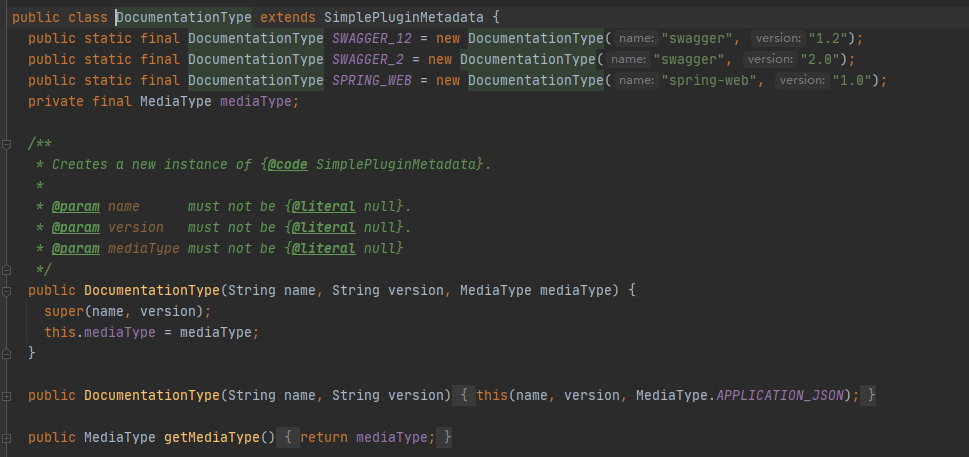 public class DocumentationType extends SimplePluginMetadata {
public static final DocumentationType SWAGGER_12 = new DocumentationType( name: "swagger", version: "1.2");
public static final DocumentationType SWAGGER_2 = new DocumentationType( name: "swagger", version: "2.0");
public static final DocumentationType SPRING_WEB = new DocumentationType( name: "spring-web", version: "1.0");
private final MediaType mediaType;
/**
* Creates a new instance of {@code SimplePluginMetadata}.
*
* @param name must not be {@literal null}.
* @param version must not be {@literal null}.
* @param mediaType must not be {@literal null}
*/
public DocumentationType(String name, String version, MediaType mediaType) {
super(name, version);
this.mediaType = mediaType;
}
public DocumentationType(String name, String version) { this(name, version, MediaType.APPLICATION_JSON); }
public MediaType getMediaType() { return mediaType; }